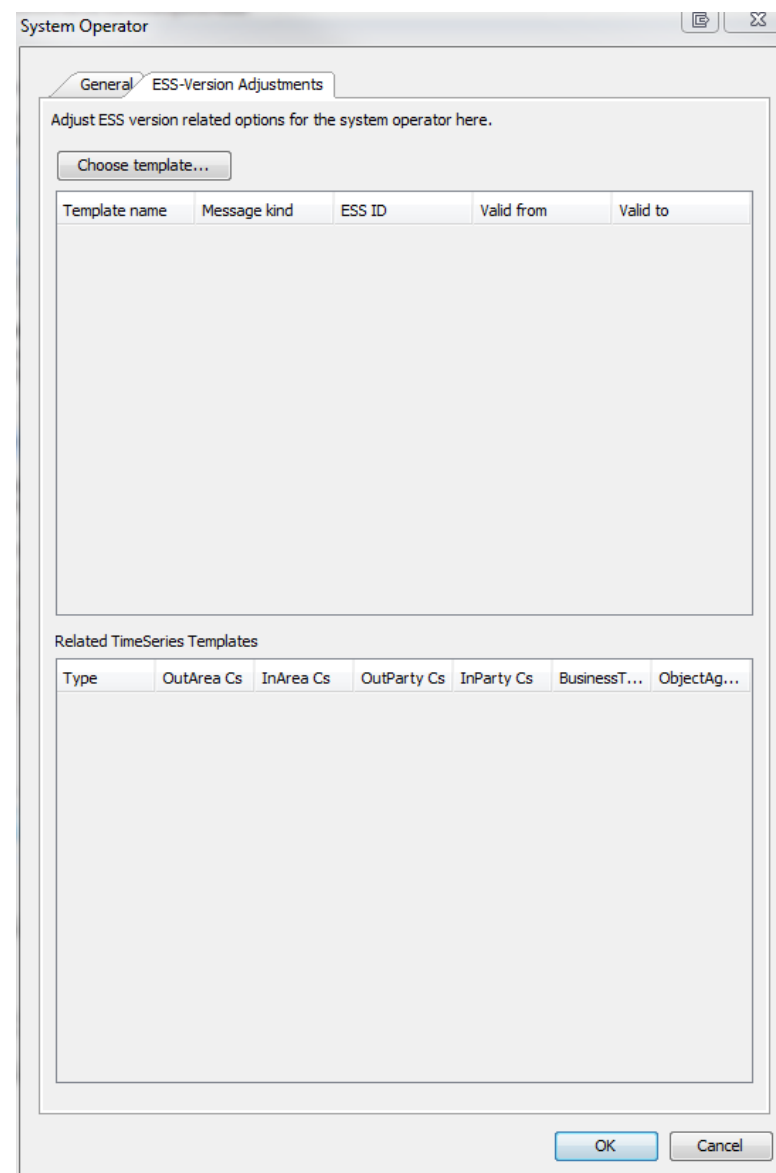 System Operator
General ESS-Version Adjustments
Adjust ESS version related options for the system operator here.
Choose template...
Template name Message kind ESS ID Valid from Valid to
Related TimeSeries Templates
Type OutArea Cs InArea Cs OutParty Cs InParty Cs BusinessT... ObjectAg...
OK Cancel